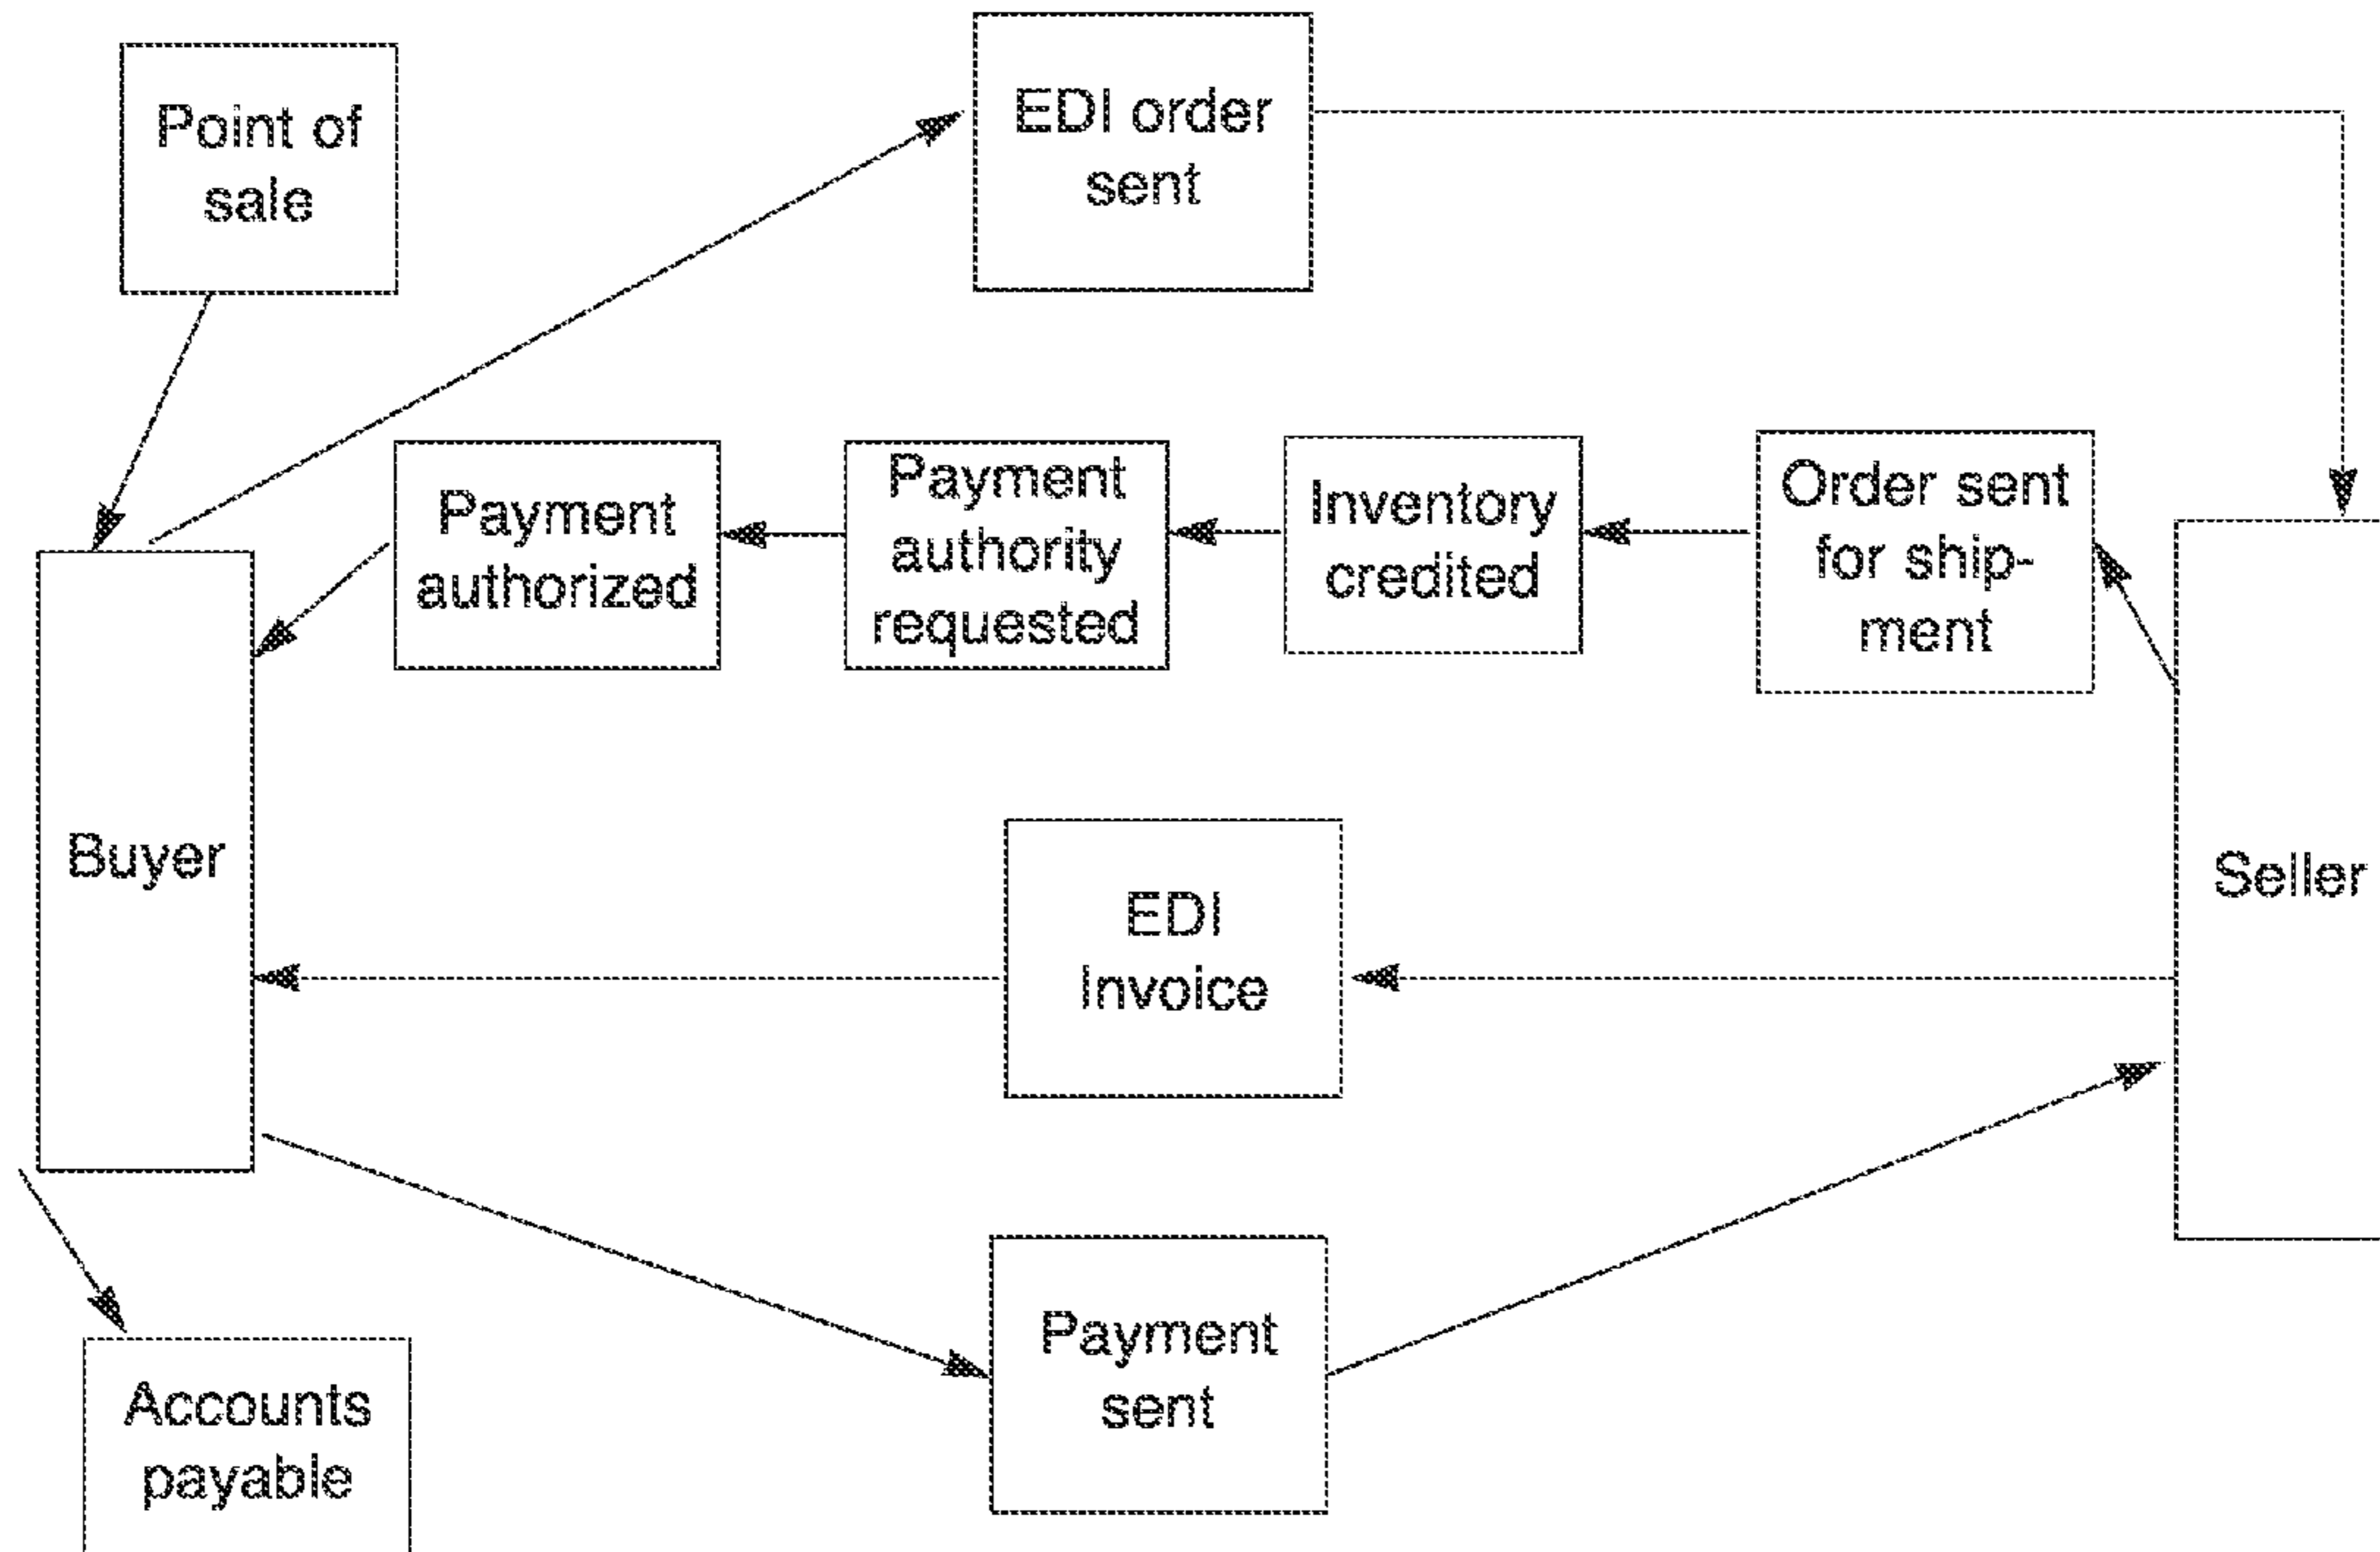 Point of
sale
EDI order
sent
Payment
authorized
Payment
authority
requested
Inventory
credited
Order sent
for ship-
ment
Buyer
EDI
Invoice
Seller
Payment
sent
Accounts
payable